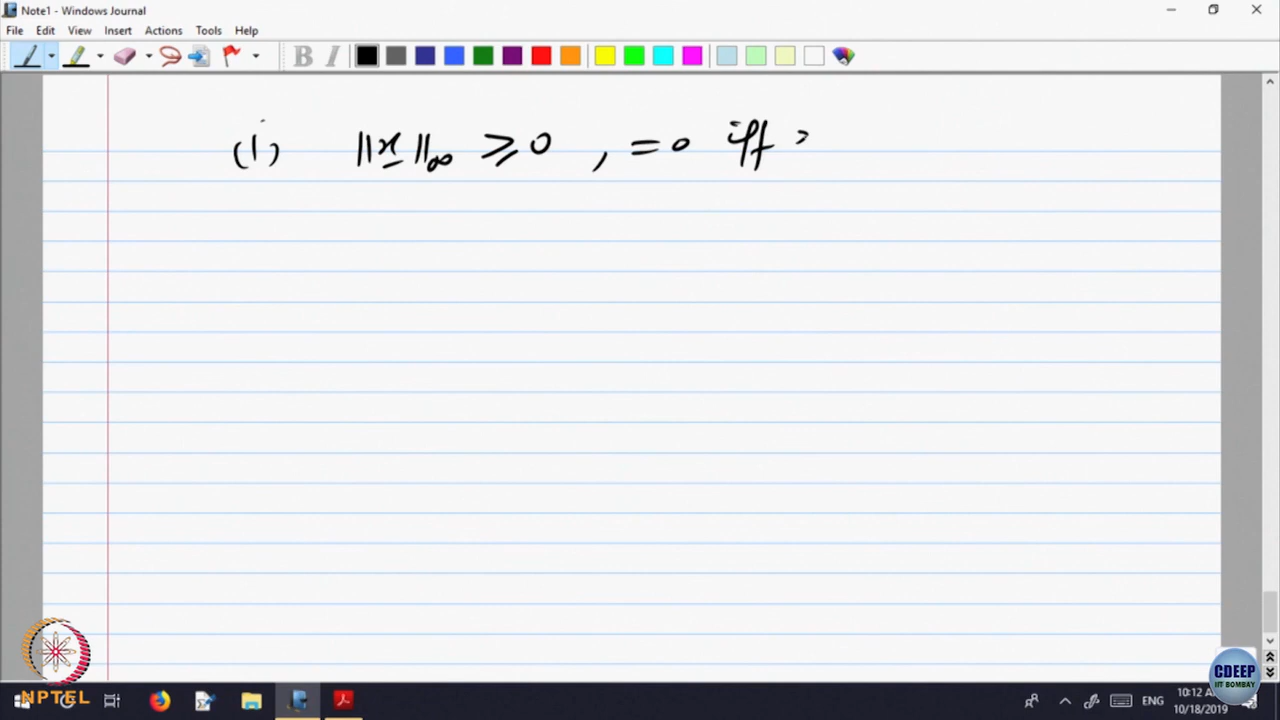 Note1 - Windows Journal
File Edit View Insert Actions Tools Help
B I
(1) ||x||∞ ≥ 0 , = 0 iff
NPTEL
CDEEP
IIT BOMBAY
ENG
10:12 A
10/18/2019